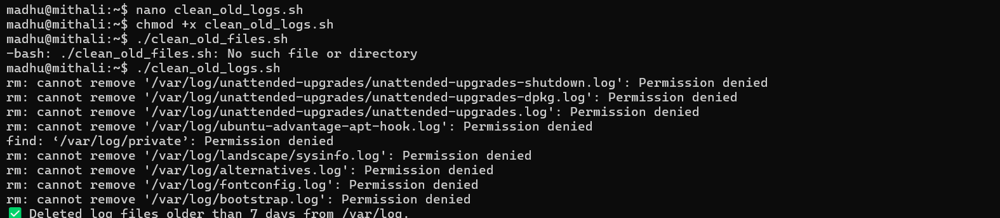 madhu@mithali:~$ nano clean_old_logs.sh
madhu@mithali:~$ chmod +x clean_old_logs.sh
madhu@mithali:~$ ./clean_old_files.sh
-bash: ./clean_old_files.sh: No such file or directory
madhu@mithali:~$ ./clean_old_logs.sh
rm: cannot remove '/var/log/unattended-upgrades/unattended-upgrades-shutdown.log': Permission denied
rm: cannot remove '/var/log/unattended-upgrades/unattended-upgrades-dpkg.log': Permission denied
rm: cannot remove '/var/log/unattended-upgrades/unattended-upgrades.log': Permission denied
rm: cannot remove '/var/log/ubuntu-advantage-apt-hook.log': Permission denied
find: ‘/var/log/private’: Permission denied
rm: cannot remove '/var/log/landscape/sysinfo.log': Permission denied
rm: cannot remove '/var/log/alternatives.log': Permission denied
rm: cannot remove '/var/log/fontconfig.log': Permission denied
rm: cannot remove '/var/log/bootstrap.log': Permission denied
✅ Deleted log files older than 7 days from /var/log.